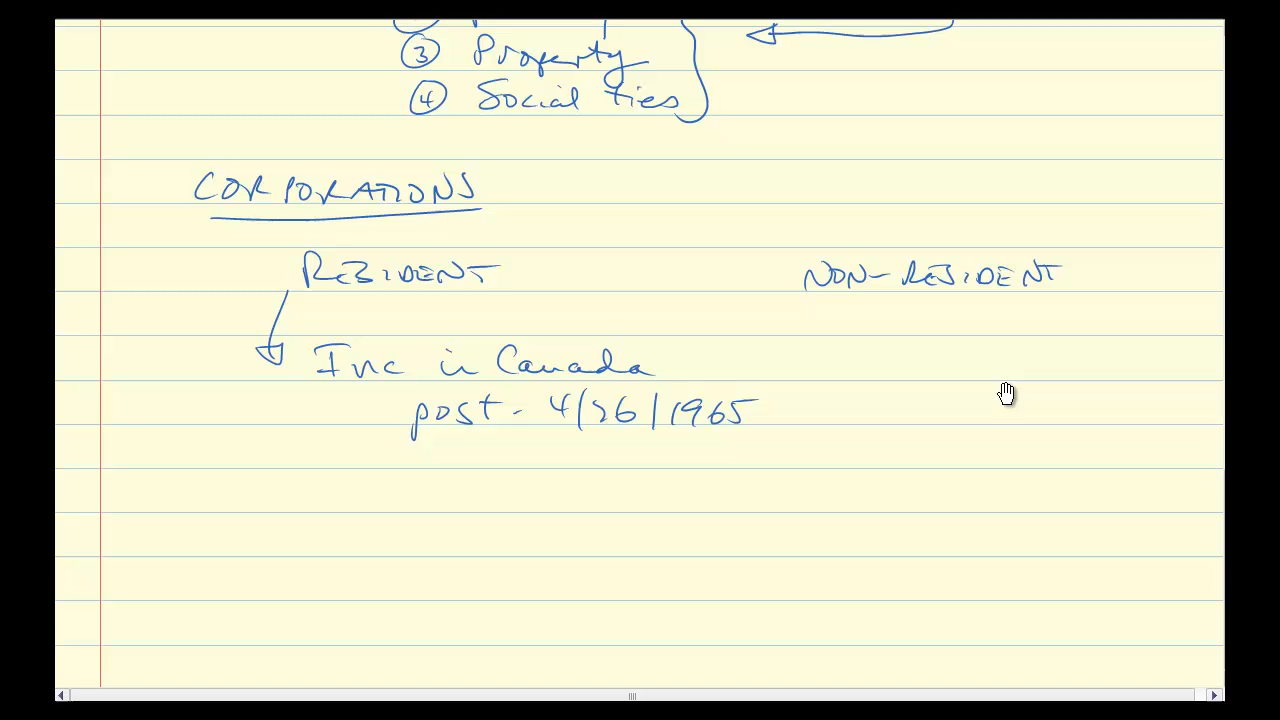 ③ Property
④ Social ties
CORPORATIONS
RESIDENT NON-RESIDENT
Inc in Canada
post - 4/26/1965